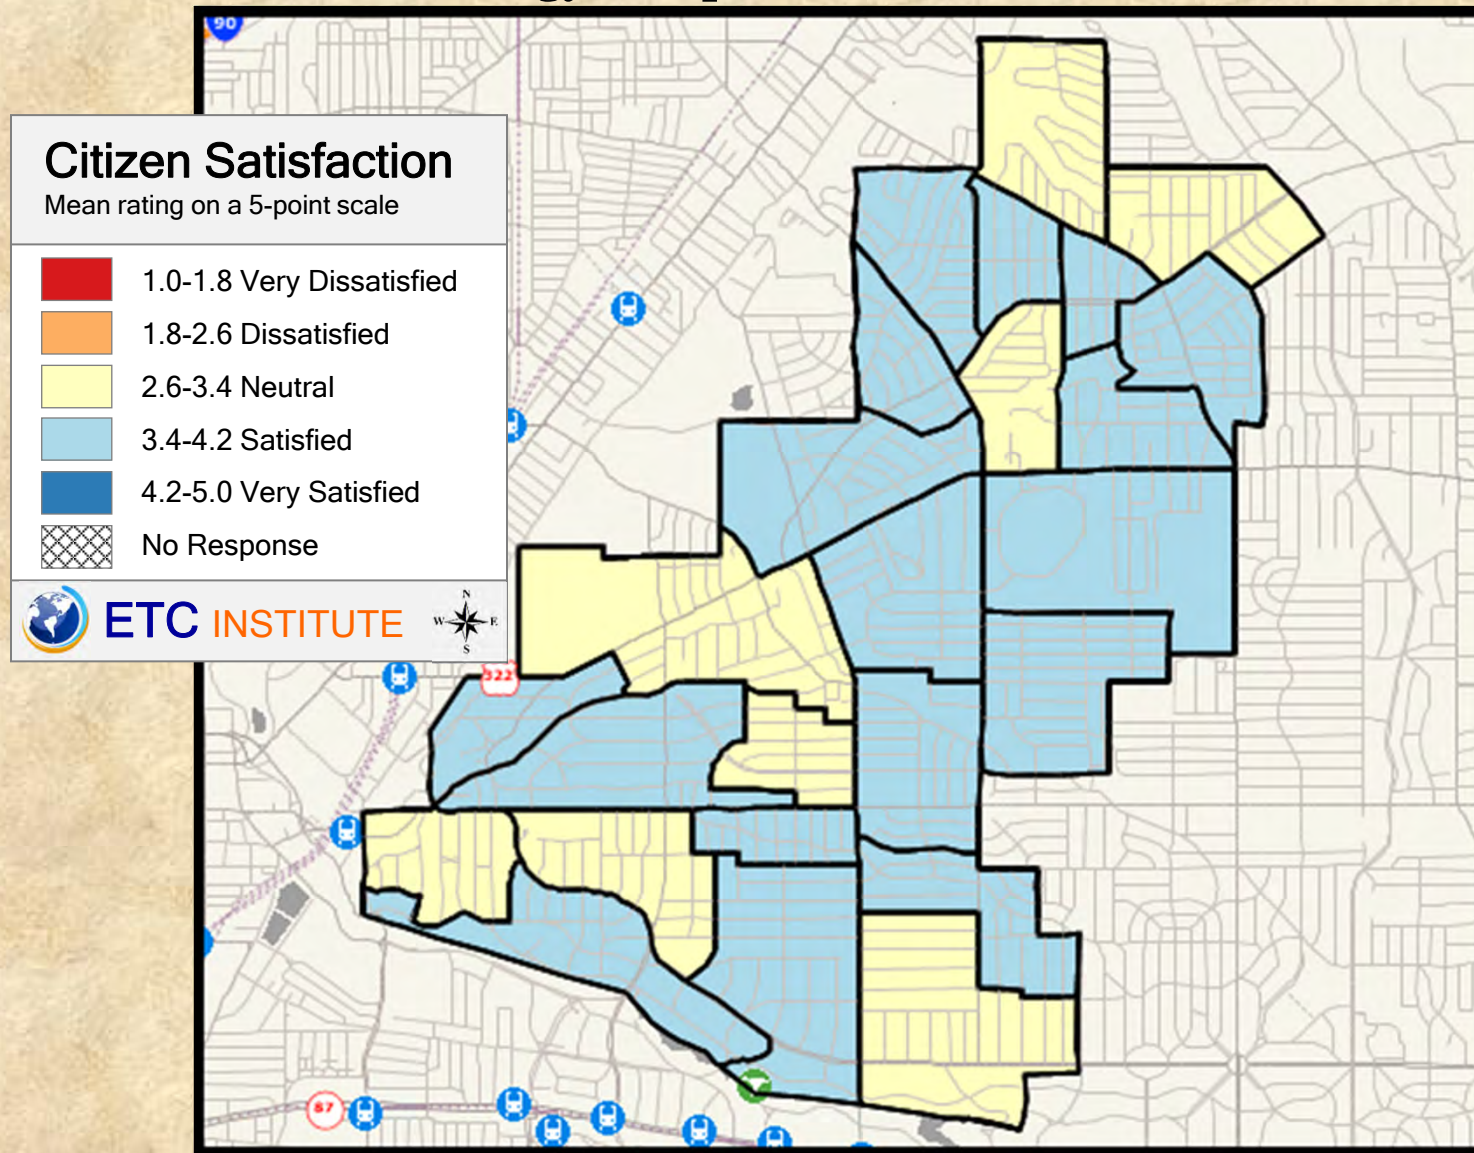 90
Citizen Satisfaction
Mean rating on a 5-point scale
1.0-1.8 Very Dissatisfied
1.8-2.6 Dissatisfied
2.6-3.4 Neutral
3.4-4.2 Satisfied
4.2-5.0 Very Satisfied
No Response
ETC INSTITUTE
N
W E
S
322
87